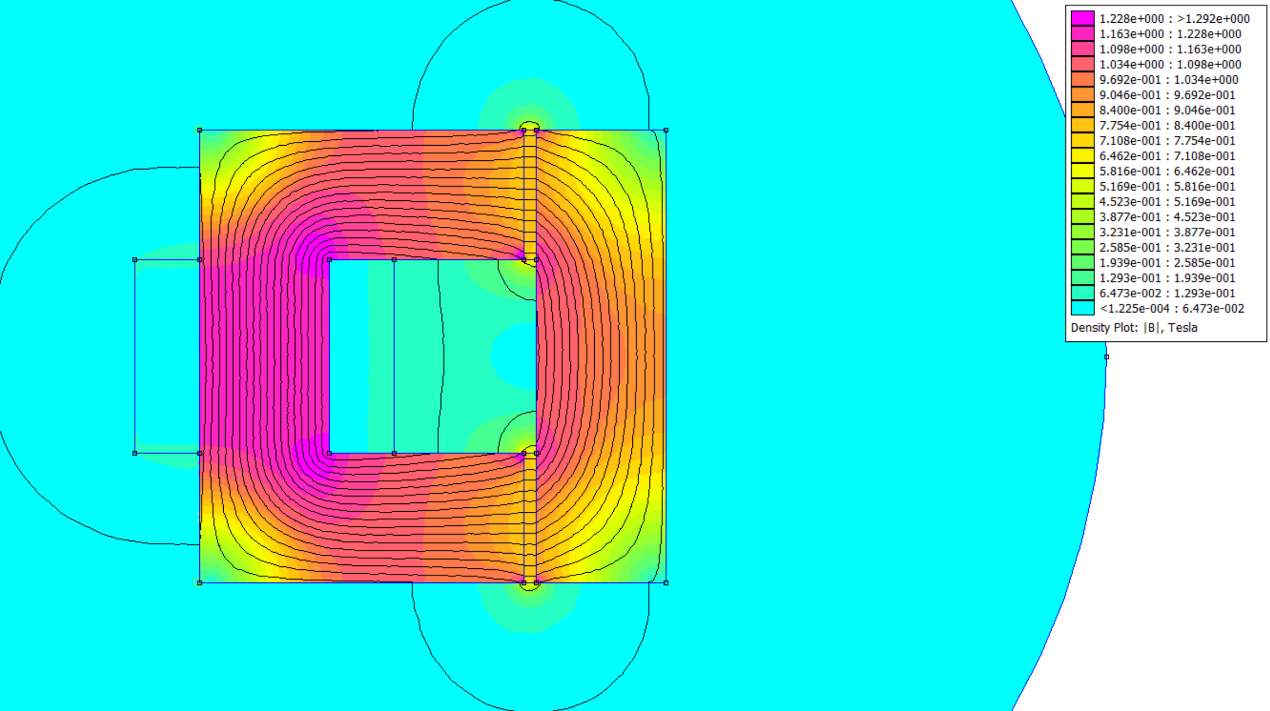 1.228e+000 : >1.292e+000
1.163e+000 : 1.228e+000
1.098e+000 : 1.163e+000
1.034e+000 : 1.098e+000
9.692e-001 : 1.034e+000
9.046e-001 : 9.692e-001
8.400e-001 : 9.046e-001
7.754e-001 : 8.400e-001
7.108e-001 : 7.754e-001
6.462e-001 : 7.108e-001
5.816e-001 : 6.462e-001
5.169e-001 : 5.816e-001
4.523e-001 : 5.169e-001
3.877e-001 : 4.523e-001
3.231e-001 : 3.877e-001
2.585e-001 : 3.231e-001
1.939e-001 : 2.585e-001
1.293e-001 : 1.939e-001
6.473e-002 : 1.293e-001
<1.225e-004 : 6.473e-002
Density Plot: |B|, Tesla